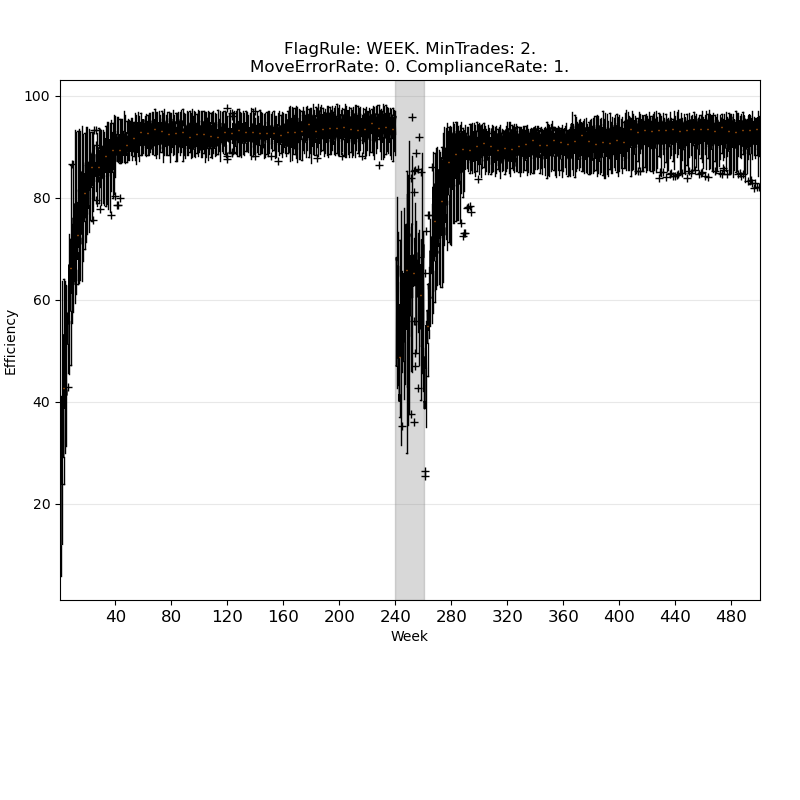 FlagRule: WEEK. MinTrades: 2.
MoveErrorRate: 0. ComplianceRate: 1.
100
80
60
40
20
Efficiency
40 80 120 160 200 240 280 320 360 400 440 480
Week